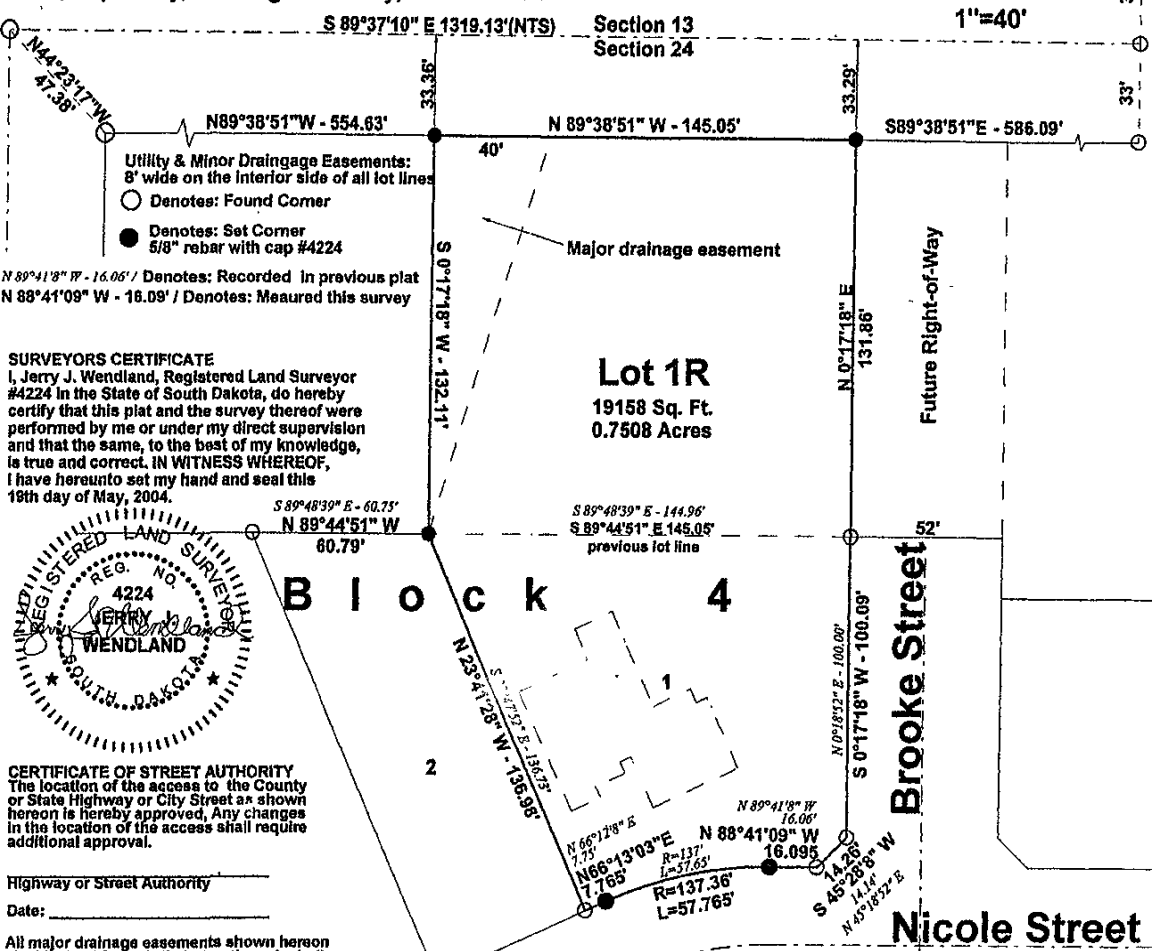 S 89°37'10" E 1319.13'(NTS)
Section 13
Section 24
1"=40'
N44°23'17"W
47.38'
33.36'
33.29'
33'
N89°38'51"W - 554.63'
N 89°38'51" W - 145.05'
S89°38'51"E - 586.09'
40'
Utility & Minor Draingage Easements:
8' wide on the interior side of all lot lines
Denotes: Found Corner
Denotes: Set Corner
5/8" rebar with cap #4224
N 89°41'8" W - 16.06' / Denotes: Recorded in previous plat
N 88°41'09" W - 16.09' / Denotes: Meaured this survey
Major drainage easement
S 0°17'18" W - 132.11'
N 0°17'18" E
131.86'
Future Right-of-Way
Lot 1R
19158 Sq. Ft.
0.7508 Acres
SURVEYORS CERTIFICATE
I, Jerry J. Wendland, Registered Land Surveyor
#4224 in the State of South Dakota, do hereby
certify that this plat and the survey thereof were
performed by me or under my direct supervision
and that the same, to the best of my knowledge,
is true and correct. IN WITNESS WHEREOF,
I have hereunto set my hand and seal this
19th day of May, 2004.
S 89°48'39" E - 60.75'
N 89°44'51" W
60.79'
S 89°48'39" E - 144.96'
S 89°44'51" E 145.05'
previous lot line
52'
REGISTERED LAND SURVEYOR
REG. NO.
4224
JERRY J.
WENDLAND
SOUTH DAKOTA
Block 4
1
2
N 23°41'28" W - 136.98'
E - 136.73'
N 0°18'52" E - 100.00'
S 0°17'18" W - 100.09'
Brooke Street
CERTIFICATE OF STREET AUTHORITY
The location of the access to the County
or State Highway or City Street as shown
hereon is hereby approved, Any changes
in the location of the access shall require
additional approval.
Highway or Street Authority
Date:
All major drainage easements shown hereon
N 66°12'8" E
7.75'
N66°13'03"E
7.765'
R=137'
L=57.65'
R=137.36'
L=57.765'
N 89°41'8" W
16.06'
N 88°41'09" W
16.095
14.26'
S 45°28'8" W
14.14'
N 45°18'52" E
Nicole Street